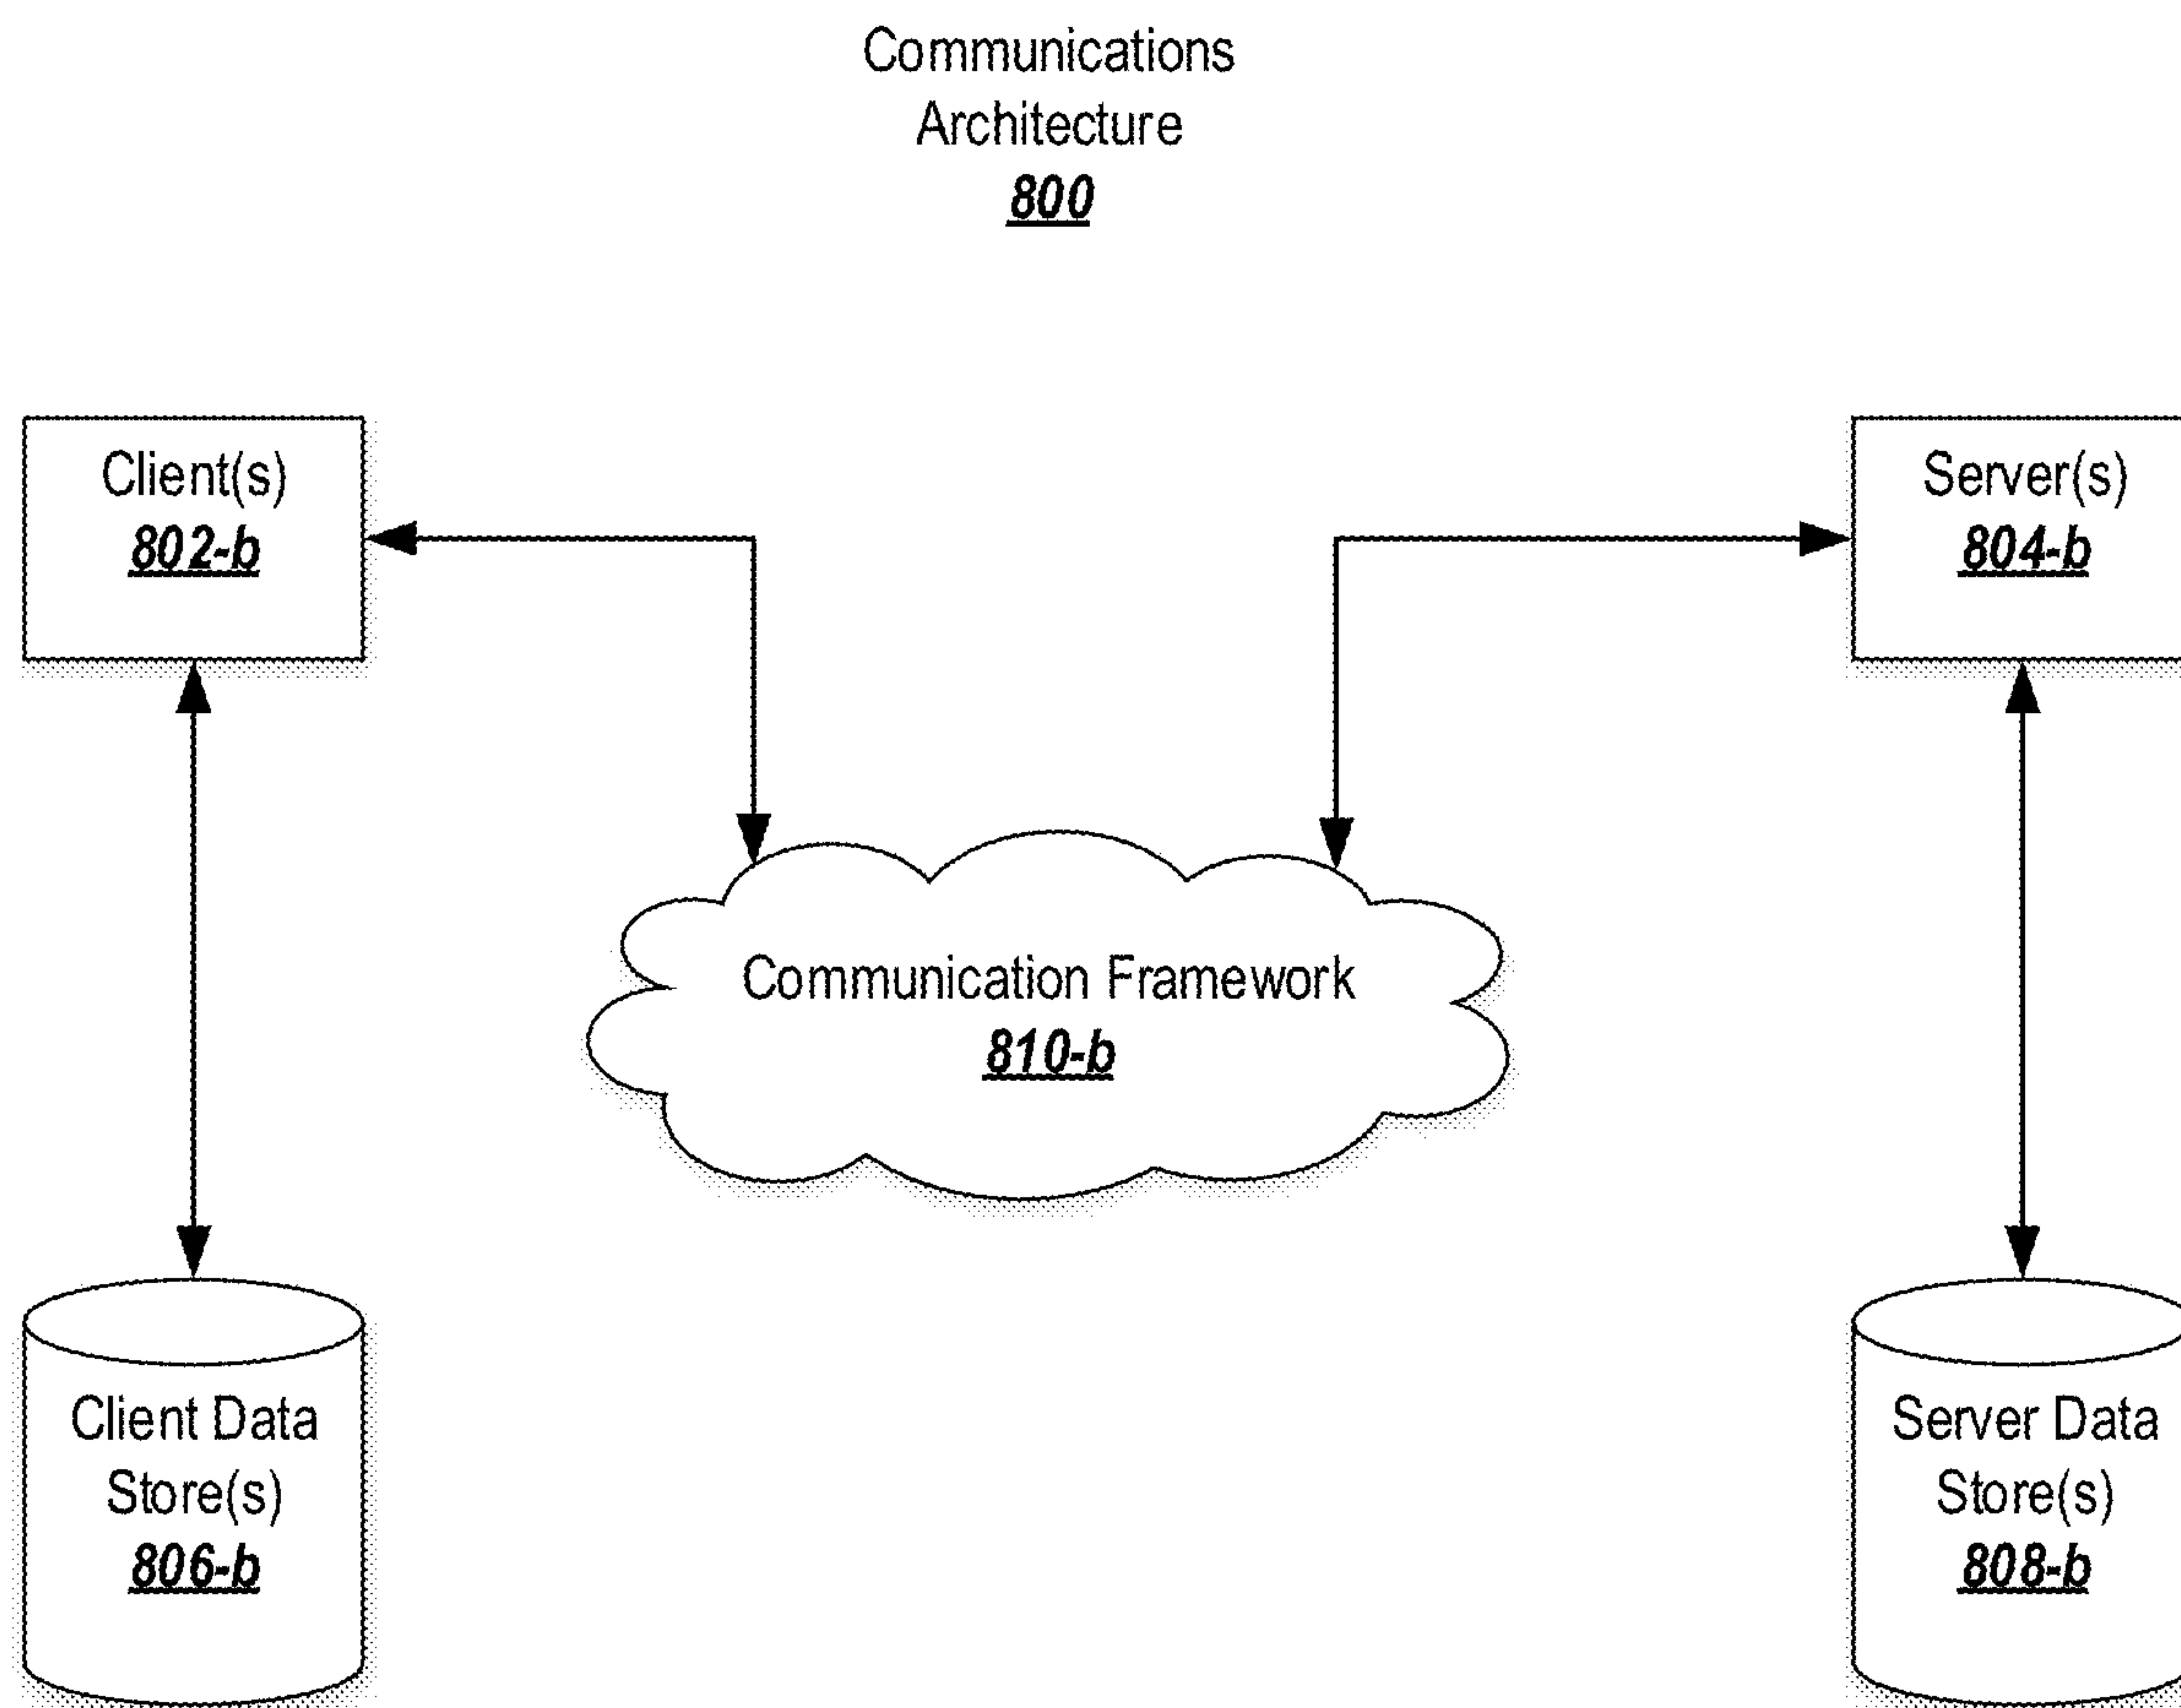 Communications
Architecture
800
Client(s)
802-b
Server(s)
804-b
Communication Framework
810-b
Client Data
Store(s)
806-b
Server Data
Store(s)
808-b